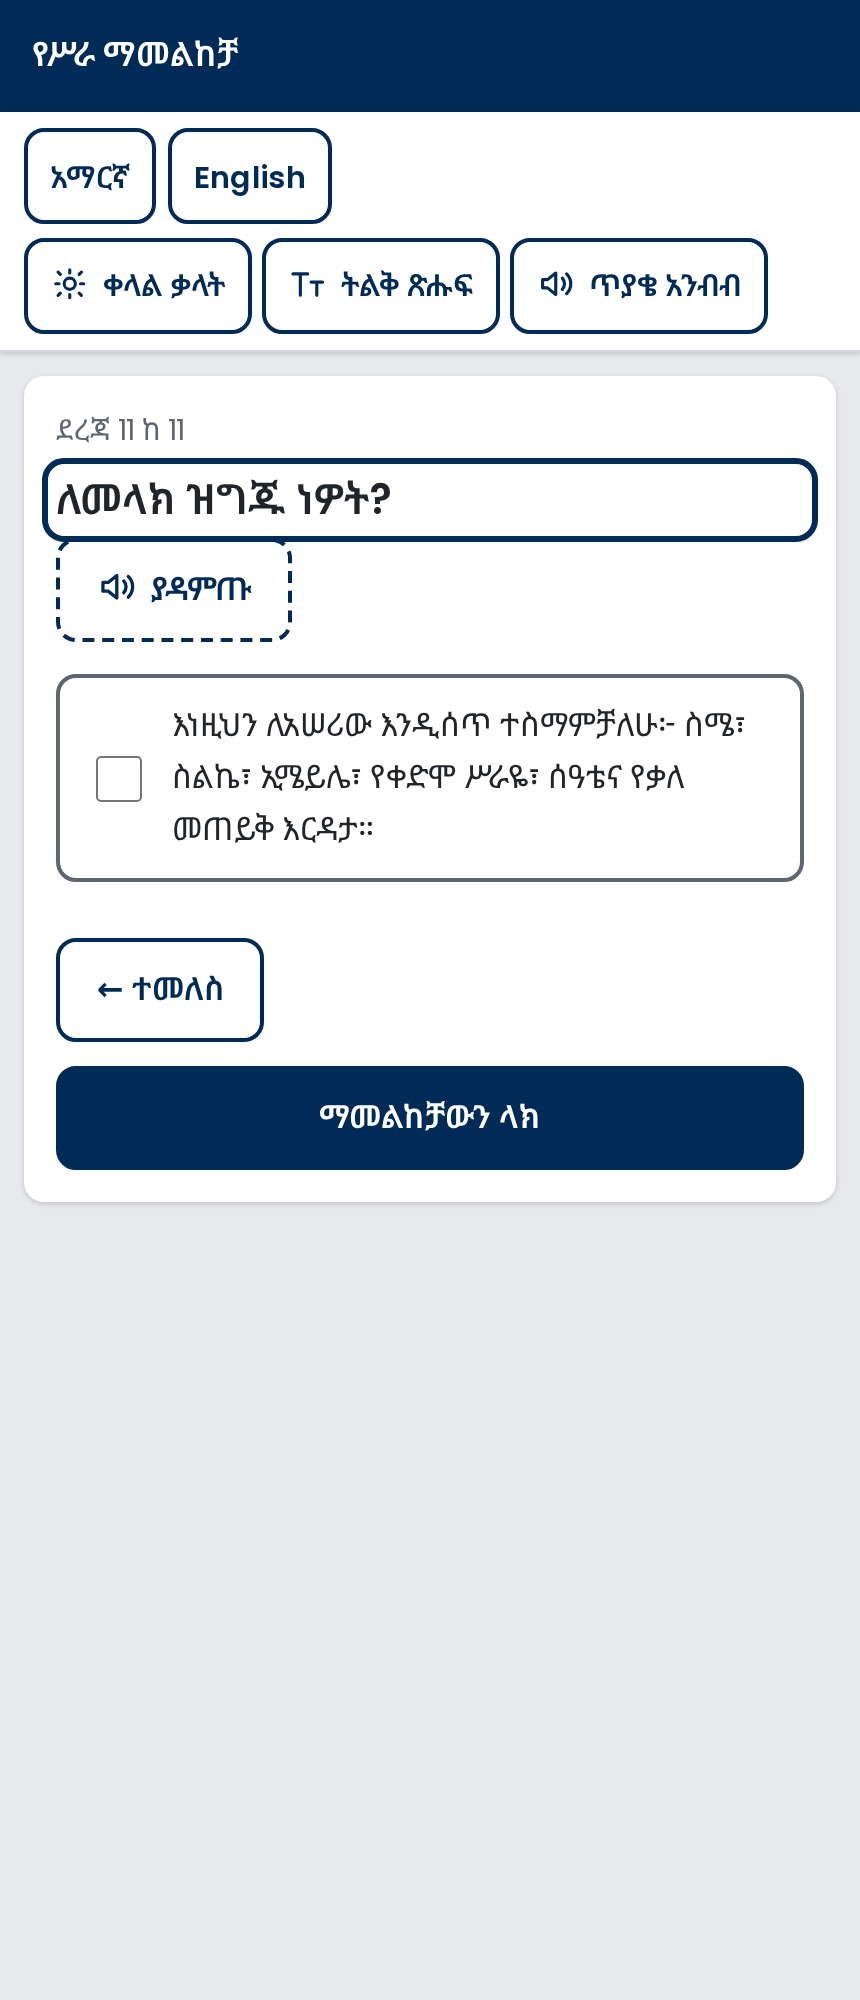 የሥራ ማመልከቻ
አማርኛ English
ቀላል ቃላት ትልቅ ጽሑፍ ጥያቄ አንብብ
ደረጃ 11 ከ 11
ለመላክ ዝግጁ ነዎት?
ያዳምጡ
እነዚህን ለአሠሪው እንዲሰጥ ተስማምቻለሁ፦ ስሜ፣
ስልኬ፣ ኢሜይሌ፣ የቀድሞ ሥራዬ፣ ሰዓቴና የቃለ
መጠይቅ እርዳታ።
← ተመለስ
ማመልከቻውን ላክ